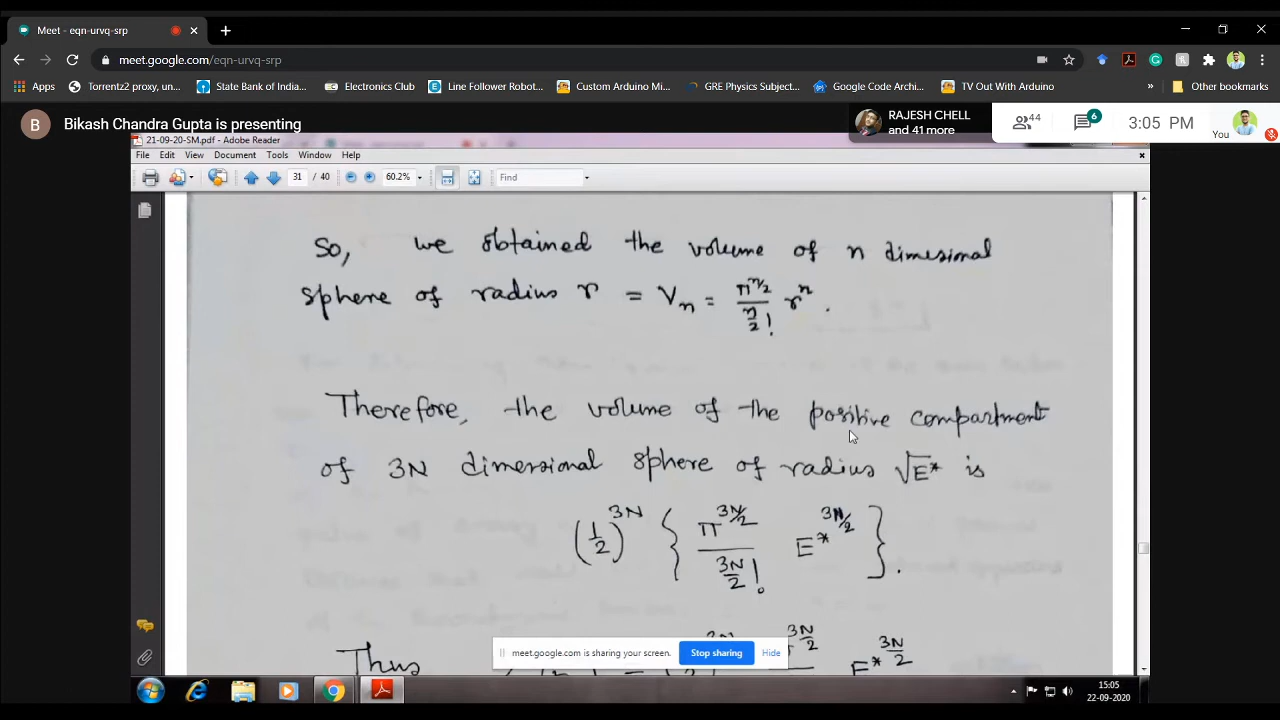 Meet - eqn-urvq-srp
meet.google.com/eqn-urvq-srp
Apps Torrentz2 proxy, un... State Bank of India Electronics Club Line Follower Robot... Custom Arduino Mi... GRE Physics Subject... Google Code Archi... TV Out With Arduino » Other bookmarks
B Bikash Chandra Gupta is presenting
RAJESH CHELL and 41 more
44 6 3:05 PM You
21-09-20-SM.pdf - Adobe Reader
File Edit View Document Tools Window Help
31 / 40 60.2% Find
So, we obtained the volume of n dimesional
sphere of radius r = Vₙ = π^(n/2) / (n/2)! rⁿ .
Therefore, the volume of the positive compartment
of 3N dimensional sphere of radius √E* is
(1/2)^(3N) { π^(3N/2) / (3N/2)! E*^(3N/2) } .
meet.google.com is sharing your screen. Stop sharing Hide
Thus
E*^(3N/2)
15:05
22-09-2020